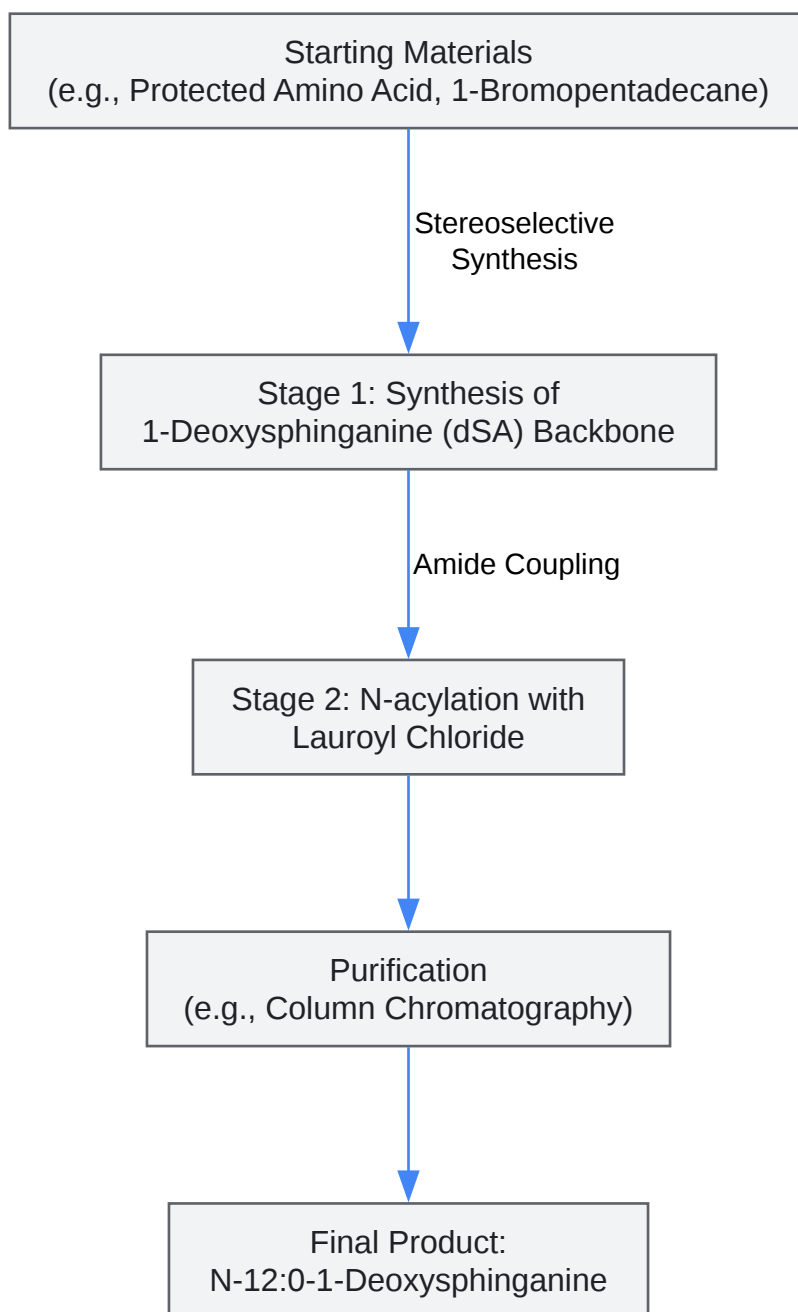 Starting Materials
(e.g., Protected Amino Acid, 1-Bromopentadecane)
Stereoselective
Synthesis
Stage 1: Synthesis of
1-Deoxysphinganine (dSA) Backbone
Amide Coupling
Stage 2: N-acylation with
Lauroyl Chloride
Purification
(e.g., Column Chromatography)
Final Product:
N-12:0-1-Deoxysphinganine